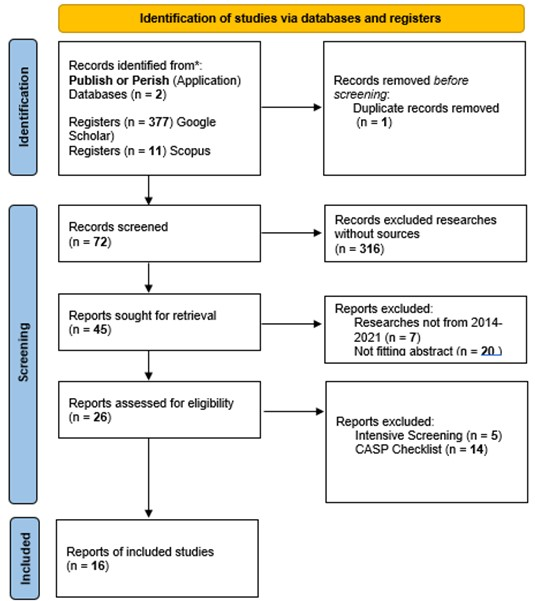 Identification of studies via databases and registers
Identification
Records identified from*:
Publish or Perish (Application)
Databases (n = 2)
Registers (n = 377) Google
Scholar)
Registers (n = 11) Scopus
Records removed before
screening:
Duplicate records removed
(n = 1)
Screening
Records screened
(n = 72)
Records excluded researches
without sources
(n = 316)
Reports sought for retrieval
(n = 45)
Reports excluded:
Researches not from 2014-
2021 (n = 7)
Not fitting abstract (n = 20 )
Reports assessed for eligibility
(n = 26)
Reports excluded:
Intensive Screening (n = 5)
CASP Checklist (n = 14)
Included
Reports of included studies
(n = 16)